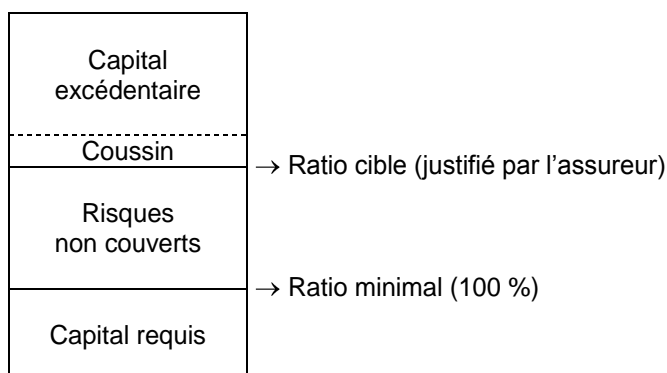 Capital
excédentaire
Coussin
→ Ratio cible (justifié par l’assureur)
Risques
non couverts
→ Ratio minimal (100 %)
Capital requis